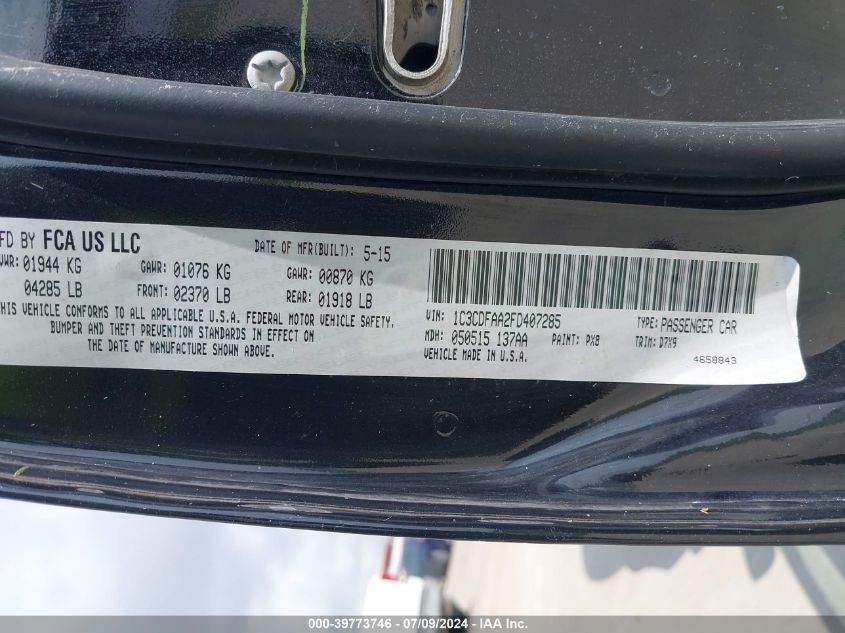 FD BY FCA US LLC DATE OF MFR(BUILT): 5-15
VWR: 01944 KG GAWR: 01076 KG GAWR: 00870 KG
04285 LB FRONT: 02370 LB REAR: 01918 LB
THIS VEHICLE CONFORMS TO ALL APPLICABLE U.S.A. FEDERAL MOTOR VEHICLE SAFETY,
BUMPER AND THEFT PREVENTION STANDARDS IN EFFECT ON
THE DATE OF MANUFACTURE SHOWN ABOVE.
VIN: 1C3CDFAA2FD407285 TYPE: PASSENGER CAR
MDH: 050515 137AA PAINT: PX8 TRIM: D7X9
VEHICLE MADE IN U.S.A. 4658843
000-39773746 - 07/09/2024 - IAA Inc.